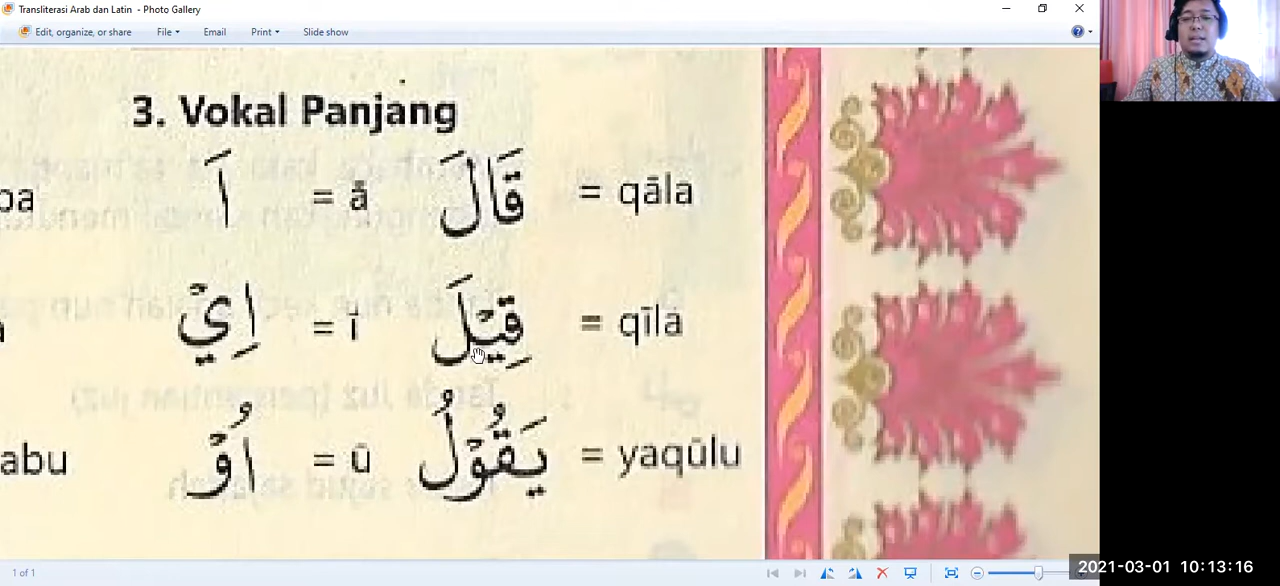 Transliterasi Arab dan Latin - Photo Gallery
Edit, organize, or share File Email Print Slide show
3. Vokal Panjang
ba اَ = ā قَالَ = qāla
اِيْ = ī قِيْلَ = qīla
abu اُوْ = ū يَقُوْلُ = yaqūlu
1 of 1
2021-03-01 10:13:16